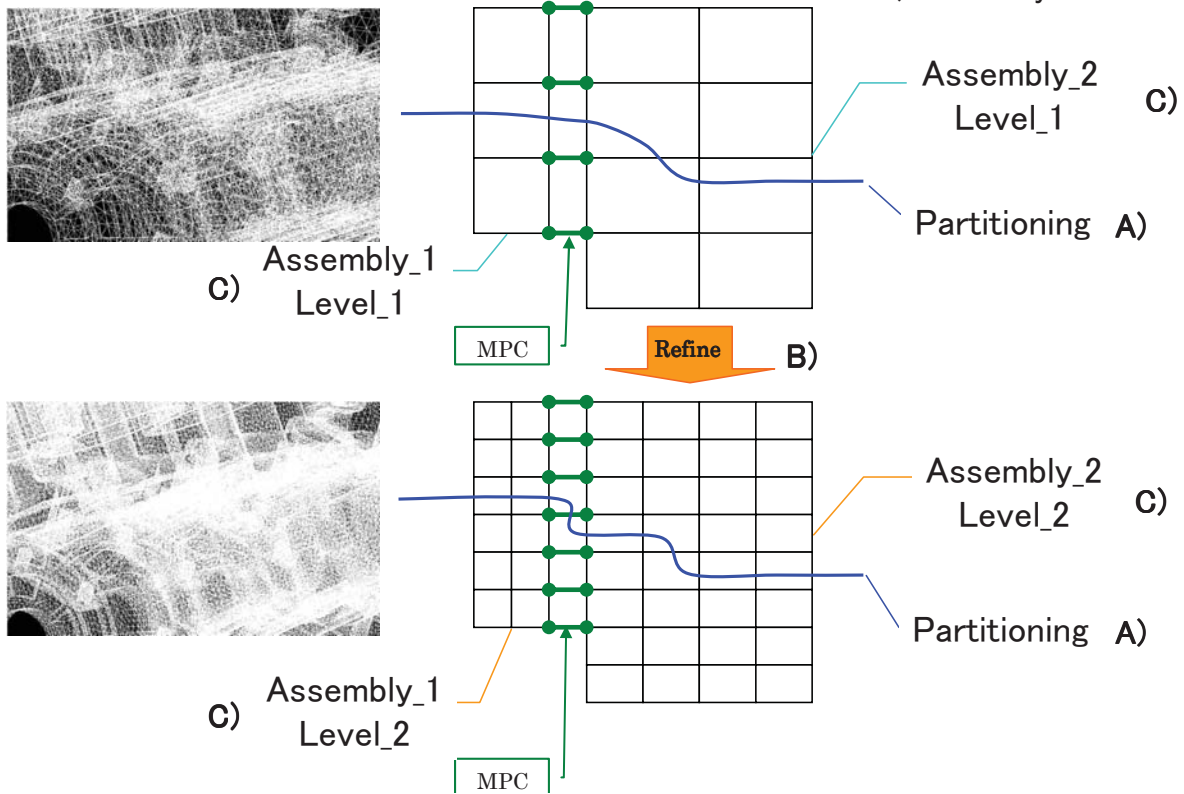 Assembly_2
Level_1
C)
Partitioning A)
Assembly_1
Level_1
C)
MPC
Refine
B)
Assembly_2
Level_2
C)
Partitioning A)
Assembly_1
Level_2
C)
MPC